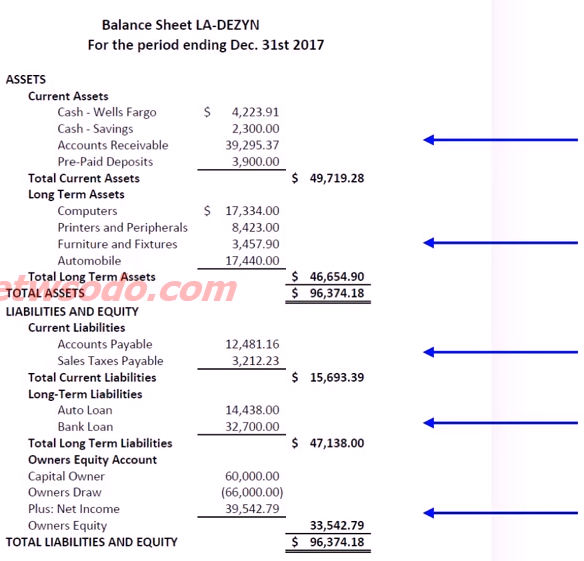 Balance Sheet LA-DEZYN
For the period ending Dec. 31st 2017
ASSETS
Current Assets
Cash - Wells Fargo $ 4,223.91
Cash - Savings 2,300.00
Accounts Receivable 39,295.37
Pre-Paid Deposits 3,900.00
Total Current Assets $ 49,719.28
Long Term Assets
Computers $ 17,334.00
Printers and Peripherals 8,423.00
Furniture and Fixtures 3,457.90
Automobile 17,440.00
Total Long Term Assets $ 46,654.90
etwsodo.com
TOTAL ASSETS $ 96,374.18
LIABILITIES AND EQUITY
Current Liabilities
Accounts Payable 12,481.16
Sales Taxes Payable 3,212.23
Total Current Liabilities $ 15,693.39
Long-Term Liabilities
Auto Loan 14,438.00
Bank Loan 32,700.00
Total Long Term Liabilities $ 47,138.00
Owners Equity Account
Capital Owner 60,000.00
Owners Draw (66,000.00)
Plus: Net Income 39,542.79
Owners Equity 33,542.79
TOTAL LIABILITIES AND EQUITY $ 96,374.18